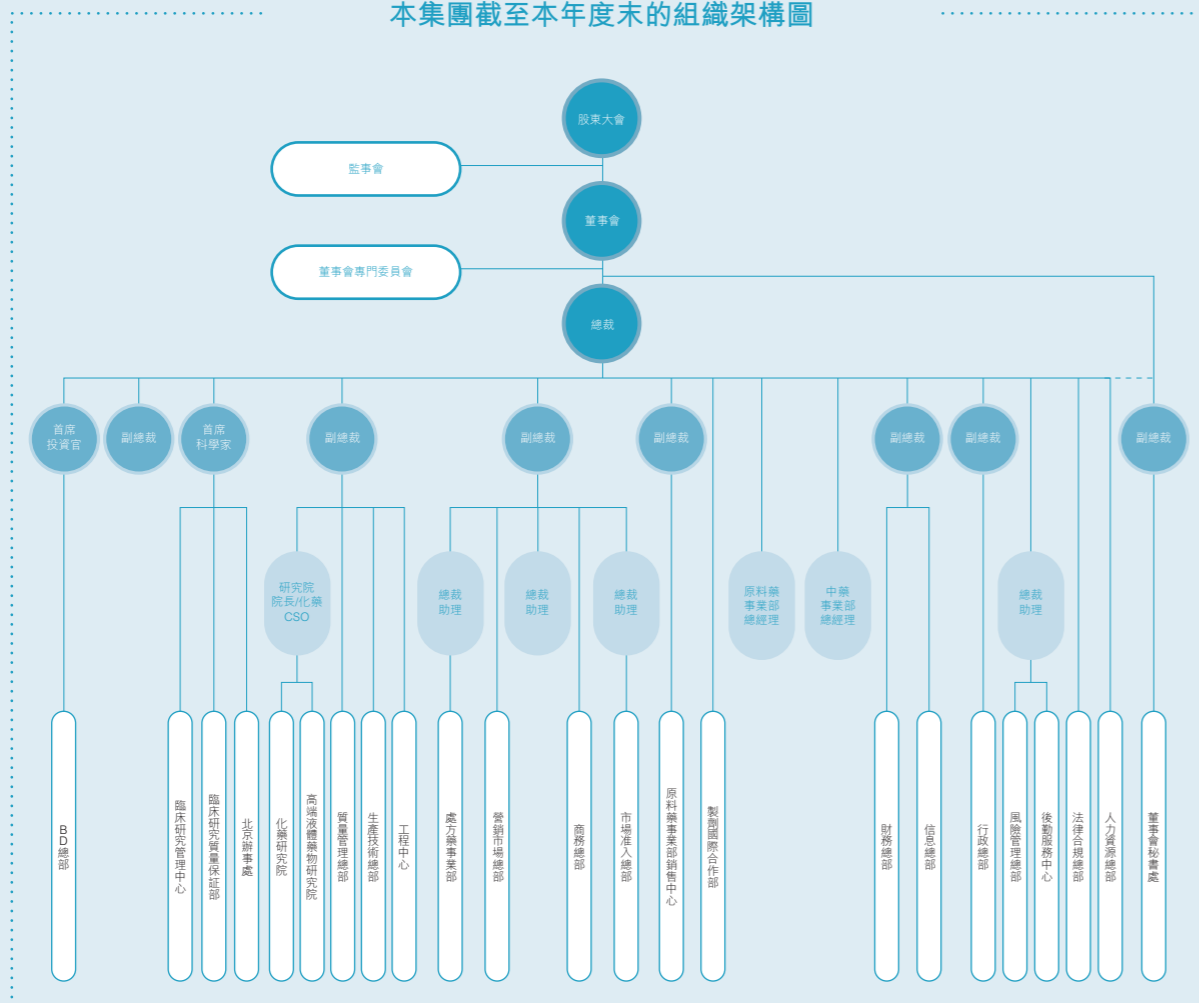 本集團截至本年度末的組織架構圖
股東大會
監事會
董事會
董事會專門委員會
總裁
首席
投資官
副總裁
首席
科學家
副總裁
副總裁
副總裁
副總裁
副總裁
副總裁
研究院
院長/化藥
CSO
總裁
助理
總裁
助理
總裁
助理
原料藥
事業部
總經理
中藥
事業部
總經理
總裁
助理
BD總部
臨床研究管理中心
臨床研究質量保証部
北京辦事處
化藥研究院
高端液體藥物研究院
質量管理總部
生產技術總部
工程中心
處方藥事業部
營銷市場總部
商務總部
市場准入總部
原料藥事業部銷售中心
製劑國際合作部
財務總部
信息總部
行政總部
風險管理總部
後勤服務中心
法律合規總部
人力資源總部
董事會秘書處